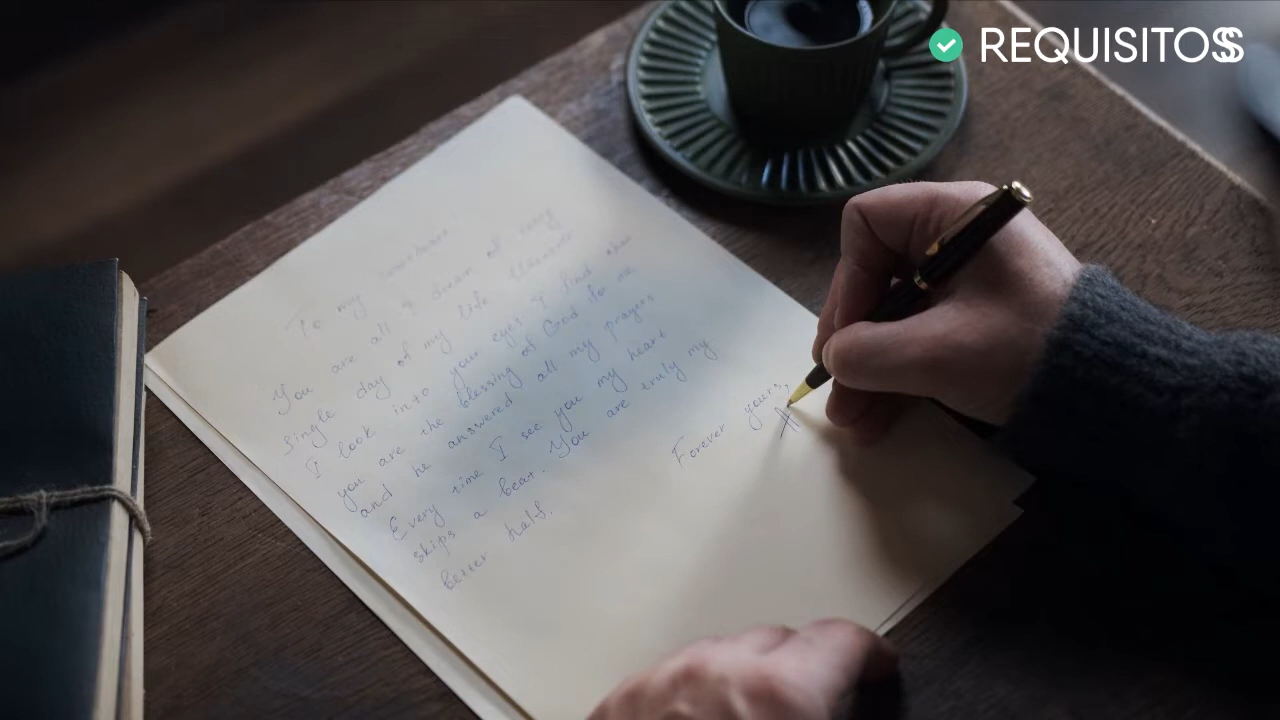 REQUISITOSS
To my sweetheart!
You are all I dream of every
single day of my life. Whenever
I look into your eyes I find that
you are the blessing of God to me
and he answered all my prayers
Every time I see you my heart
skips a beat. You are truly my
better half.
Forever yours,
A